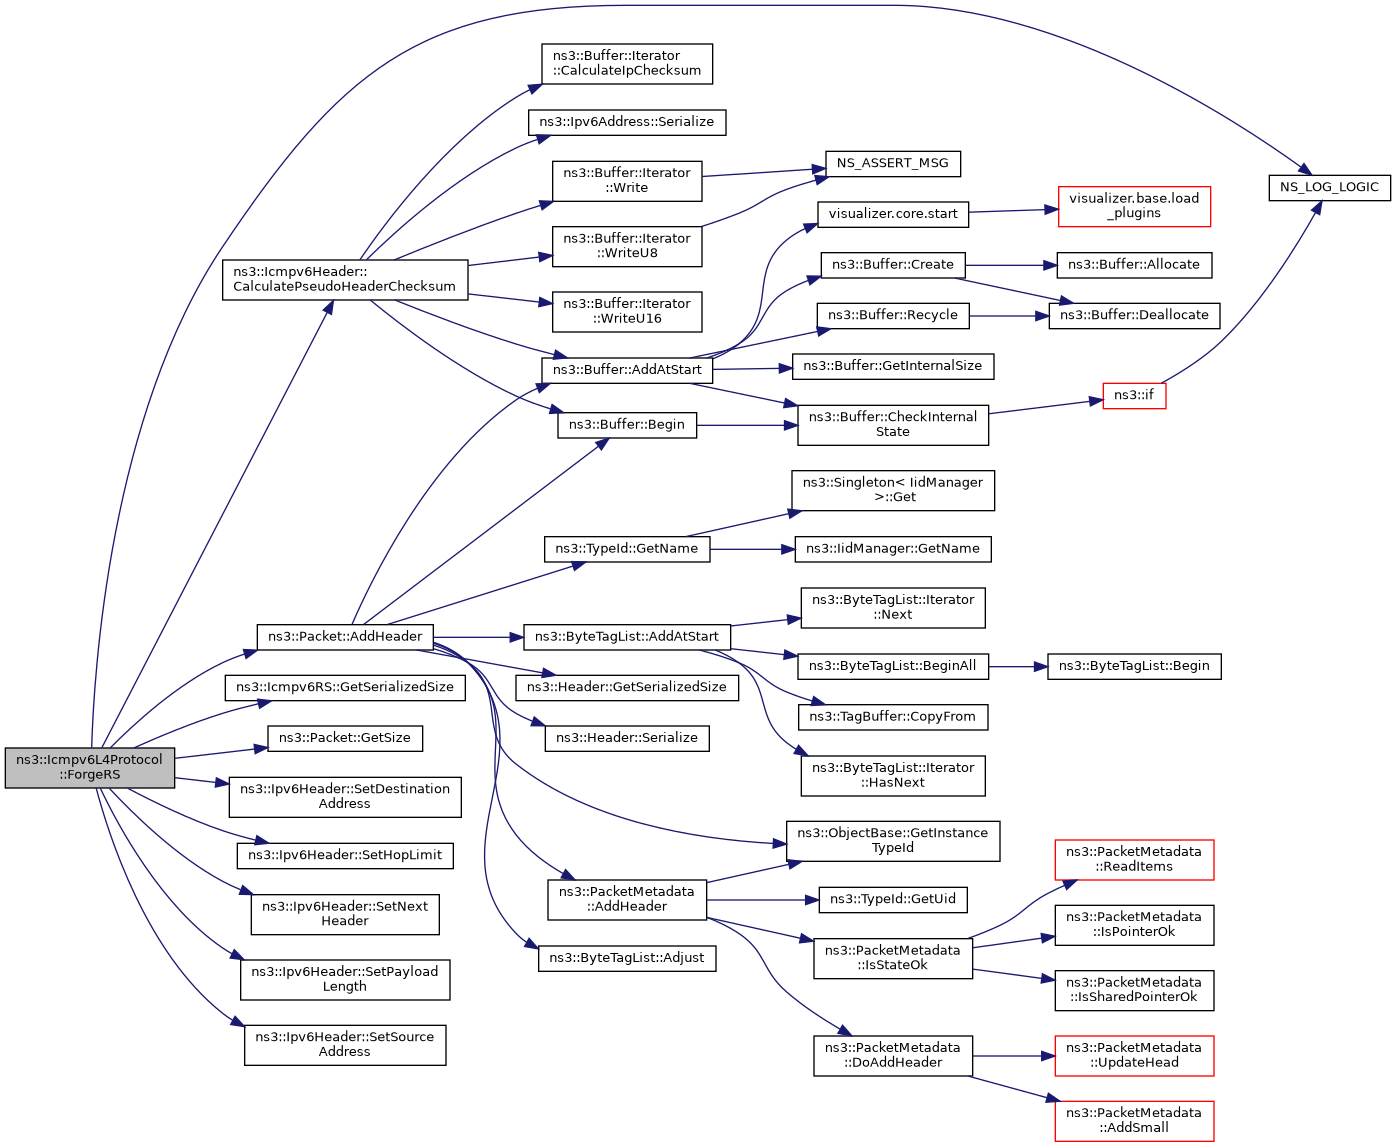 ns3::Icmpv6L4Protocol
::ForgeRS
ns3::Icmpv6Header::
CalculatePseudoHeaderChecksum
ns3::Packet::AddHeader
ns3::Icmpv6RS::GetSerializedSize
ns3::Packet::GetSize
ns3::Ipv6Header::SetDestination
Address
ns3::Ipv6Header::SetHopLimit
ns3::Ipv6Header::SetNext
Header
ns3::Ipv6Header::SetPayload
Length
ns3::Ipv6Header::SetSource
Address
ns3::Buffer::Iterator
::CalculateIpChecksum
ns3::Ipv6Address::Serialize
ns3::Buffer::Iterator
::Write
ns3::Buffer::Iterator
::WriteU8
ns3::Buffer::Iterator
::WriteU16
ns3::Buffer::AddAtStart
ns3::Buffer::Begin
ns3::TypeId::GetName
ns3::ByteTagList::AddAtStart
ns3::Header::GetSerializedSize
ns3::Header::Serialize
ns3::PacketMetadata
::AddHeader
ns3::ByteTagList::Adjust
NS_ASSERT_MSG
visualizer.core.start
ns3::Buffer::Create
ns3::Buffer::Recycle
ns3::Buffer::GetInternalSize
ns3::Buffer::CheckInternal
State
ns3::Singleton< IidManager
>::Get
ns3::IidManager::GetName
ns3::ByteTagList::Iterator
::Next
ns3::ByteTagList::BeginAll
ns3::TagBuffer::CopyFrom
ns3::ByteTagList::Iterator
::HasNext
ns3::ObjectBase::GetInstance
TypeId
ns3::TypeId::GetUid
ns3::PacketMetadata
::IsStateOk
ns3::PacketMetadata
::DoAddHeader
visualizer.base.load
_plugins
ns3::Buffer::Allocate
ns3::Buffer::Deallocate
ns3::if
ns3::ByteTagList::Begin
ns3::PacketMetadata
::ReadItems
ns3::PacketMetadata
::IsPointerOk
ns3::PacketMetadata
::IsSharedPointerOk
ns3::PacketMetadata
::UpdateHead
ns3::PacketMetadata
::AddSmall
NS_LOG_LOGIC